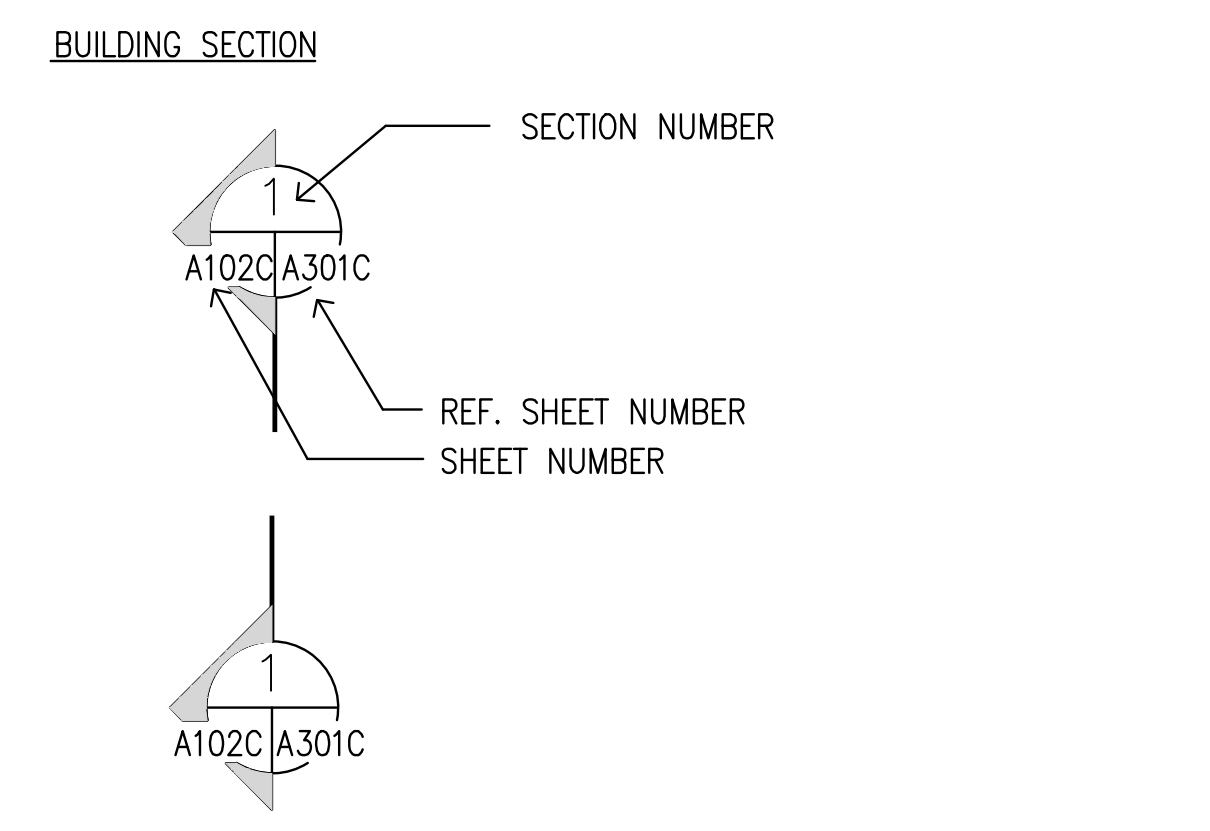 BUILDING SECTION
SECTION NUMBER
1
A102C A301C
REF. SHEET NUMBER
SHEET NUMBER
1
A102C A301C